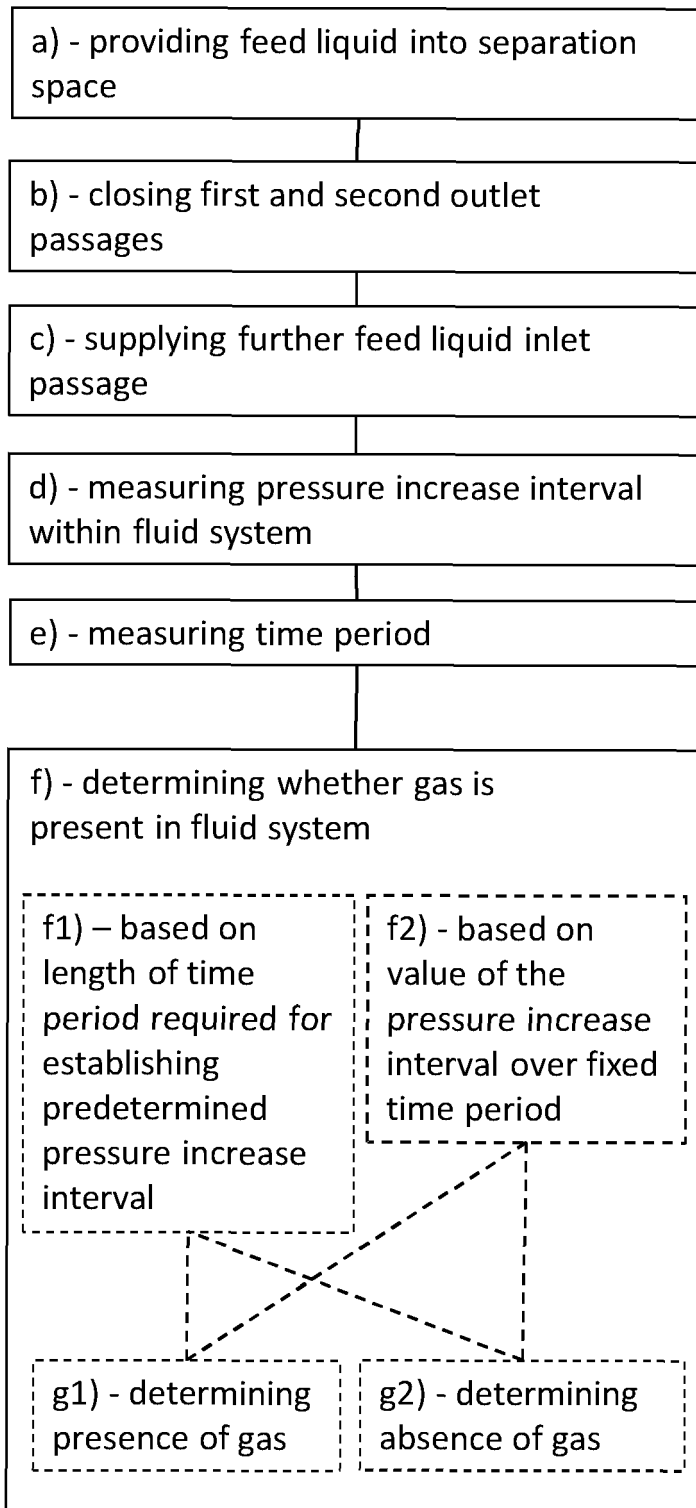 a) - providing feed liquid into separation
space
b) - closing first and second outlet
passages
c) - supplying further feed liquid inlet
passage
d) - measuring pressure increase interval
within fluid system
e) - measuring time period
f) - determining whether gas is
present in fluid system
f1) – based on
length of time
period required for
establishing
predetermined
pressure increase
interval
f2) - based on
value of the
pressure increase
interval over fixed
time period
g1) - determining
presence of gas
g2) - determining
absence of gas